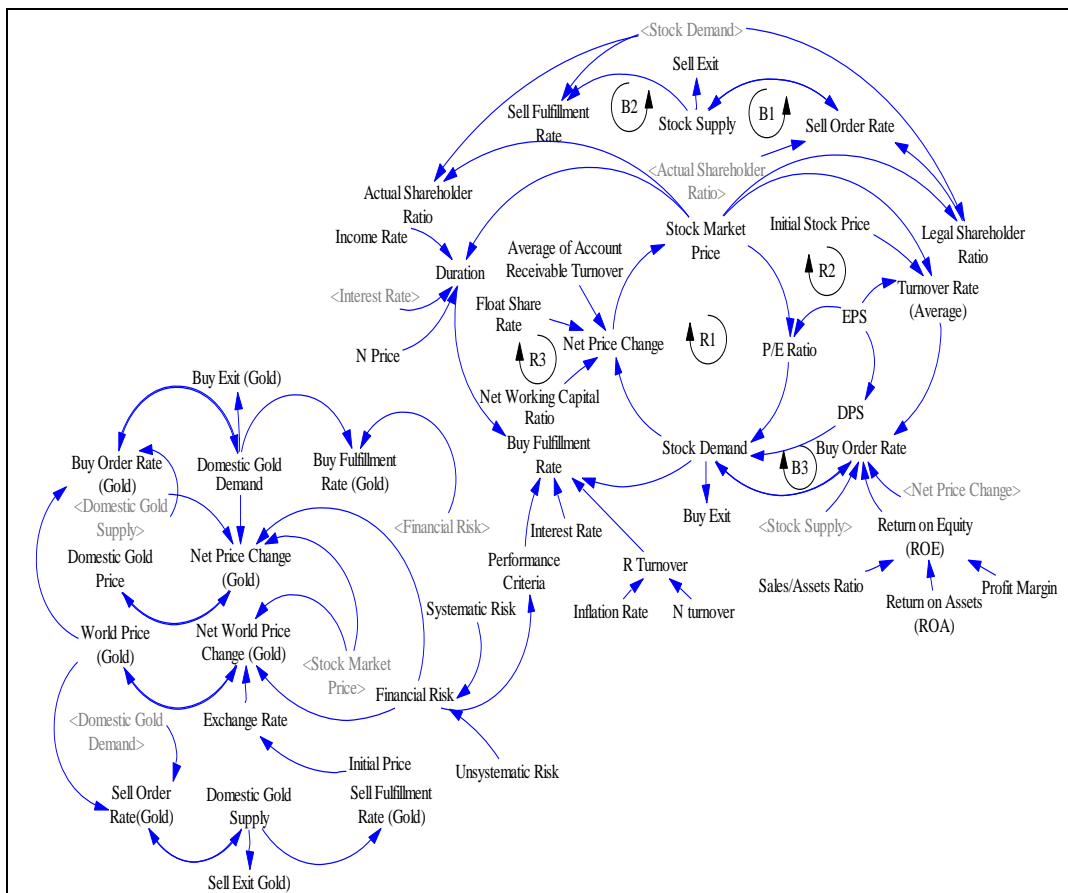 <Stock Demand>
Sell Exit
B2
B1
Sell Fulfillment
Rate
Stock Supply
Sell Order Rate
<Actual Shareholder
Ratio>
Actual Shareholder
Ratio
Income Rate
Average of Account
Receivable Turnover
Stock Market
Price
Initial Stock Price
Legal Shareholder
Ratio
Duration
R2
<Interest Rate>
Turnover Rate
(Average)
Float Share
Rate
EPS
N Price
R3
Net Price Change
R1
P/E Ratio
Buy Exit (Gold)
Net Working Capital
Ratio
DPS
Buy Order Rate
(Gold)
Domestic Gold
Demand
Buy Fulfillment
Rate (Gold)
Buy Fulfillment
Rate
Stock Demand
B3
Buy Order Rate
<Domestic Gold
Supply>
<Net Price Change>
Buy Exit
<Financial Risk>
Interest Rate
<Stock Supply>
Return on Equity
(ROE)
Domestic Gold
Price
Net Price Change
(Gold)
Performance
Criteria
R Turnover
Sales/Assets Ratio
Profit Margin
Return on Assets
(ROA)
Systematic Risk
Inflation Rate
N turnover
World Price
(Gold)
Net World Price
Change (Gold)
<Stock Market
Price>
Financial Risk
<Domestic Gold
Demand>
Exchange Rate
Initial Price
Unsystematic Risk
Sell Order
Rate(Gold)
Domestic Gold
Supply
Sell Fulfillment
Rate (Gold)
Sell Exit Gold)